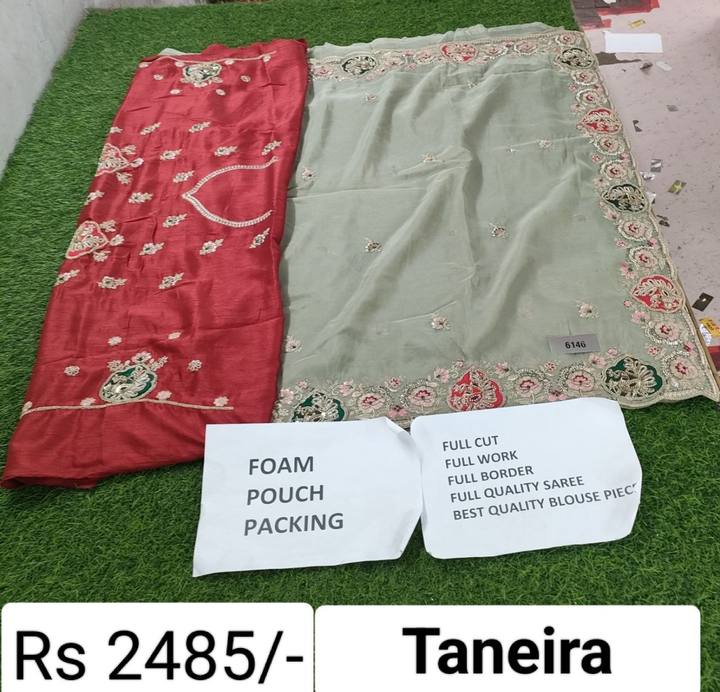 6146
FOAM
POUCH
PACKING
FULL CUT
FULL WORK
FULL BORDER
FULL QUALITY SAREE
BEST QUALITY BLOUSE PIEC
Rs 2485/-
Taneira